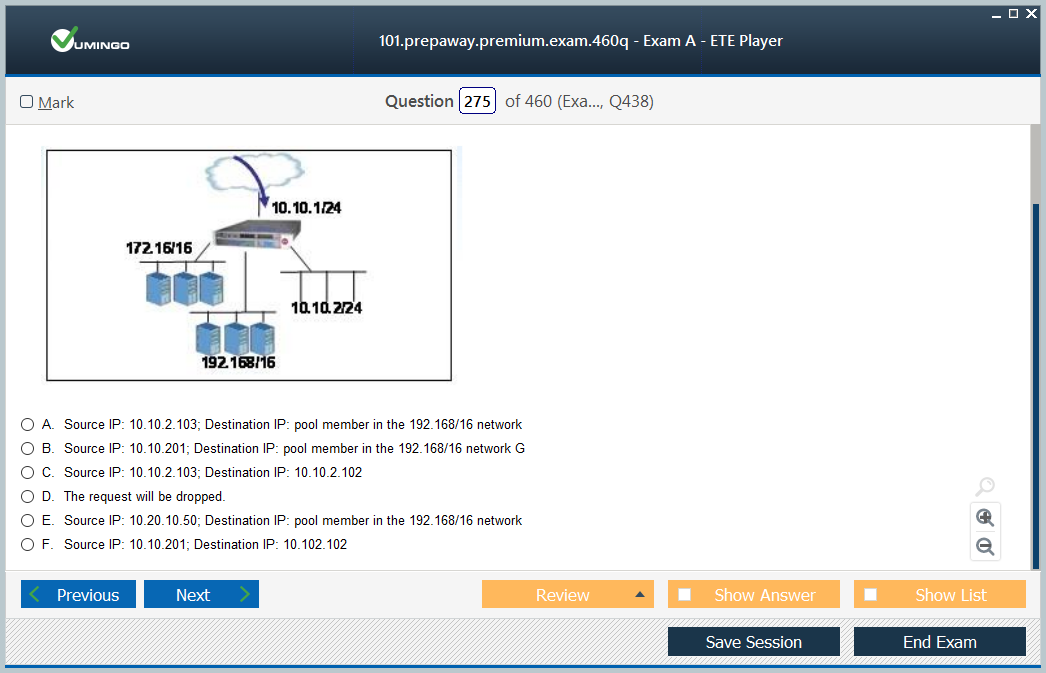 VUMINGO
101.prepaway.premium.exam.460q - Exam A - ETE Player
Mark
Question 275 of 460 (Exa..., Q438)
10.10.1/24
172.16/16
10.10.2/24
192.168/16
A. Source IP: 10.10.2.103; Destination IP: pool member in the 192.168/16 network
B. Source IP: 10.10.201; Destination IP: pool member in the 192.168/16 network G
C. Source IP: 10.10.2.103; Destination IP: 10.10.2.102
D. The request will be dropped.
E. Source IP: 10.20.10.50; Destination IP: pool member in the 192.168/16 network
F. Source IP: 10.10.201; Destination IP: 10.102.102
Previous Next Review Show Answer Show List
Save Session End Exam